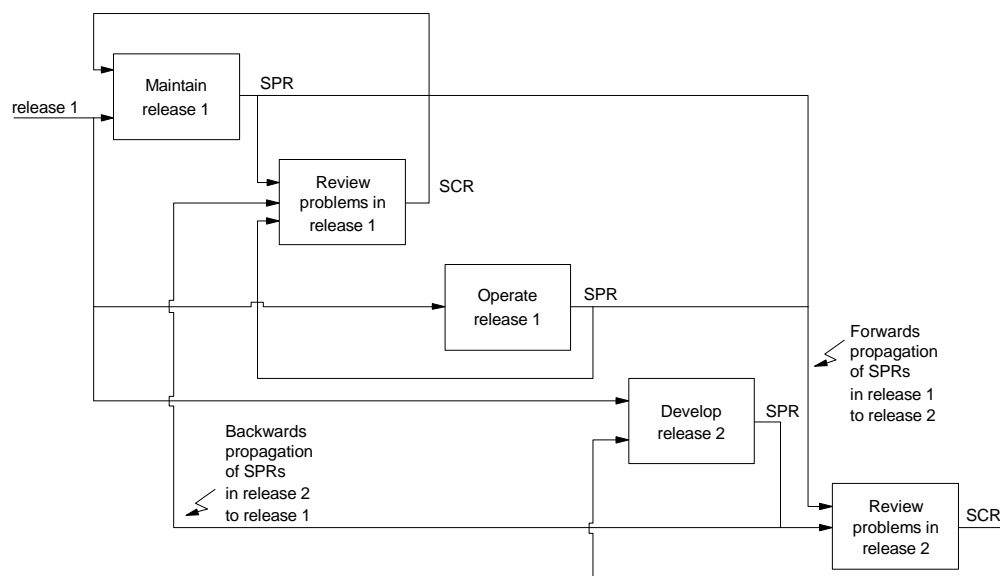 Maintain
release 1
SPR
release 1
Review
problems in
release 1
SCR
Operate
release 1
SPR
Forwards
propagation
of SPRs
in release 1
to release 2
Develop
release 2
SPR
Backwards
propagation
of SPRs
in release 2
to release 1
Review
problems in
release 2
SCR